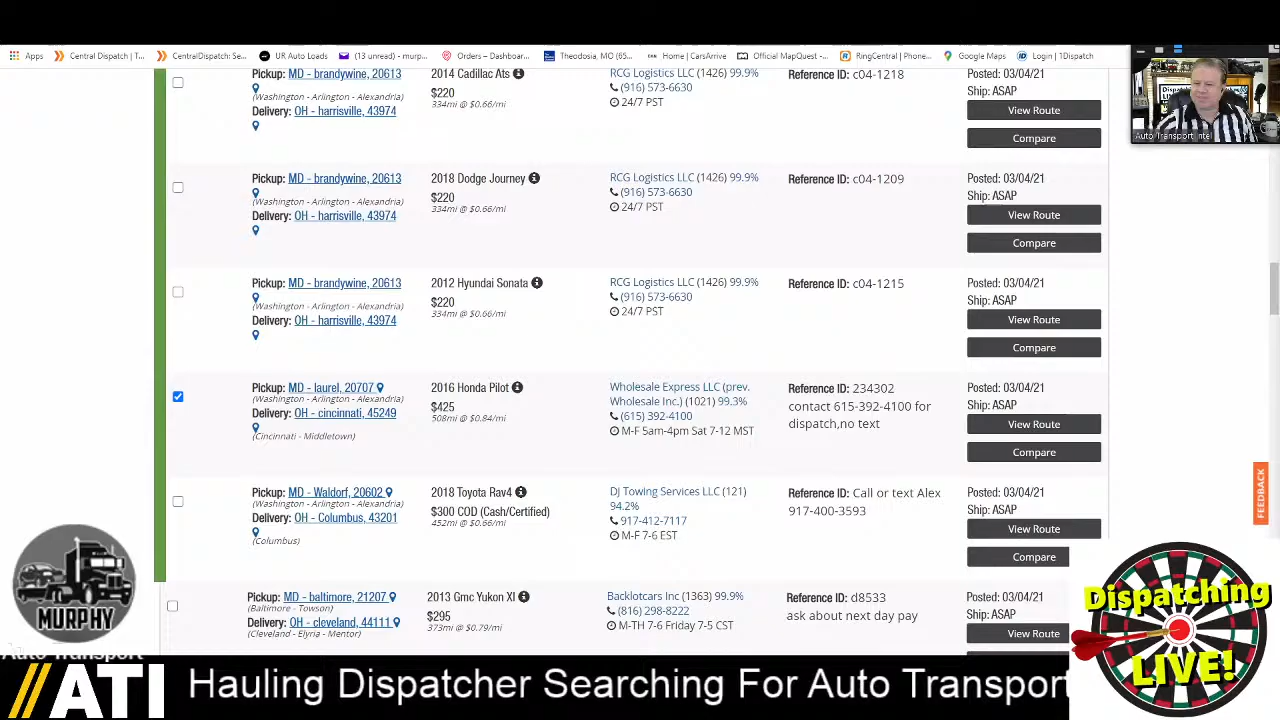 Apps
Central Dispatch | T...
CentralDispatch: Se...
UR Auto Loads
(13 unread) - murp...
Orders – Dashboar...
Theodosia, MO (65...
Home | CarsArrive
Official MapQuest -...
RingCentral | Phone...
Google Maps
Login | 1Dispatch
Auto Transport Intel
Pickup: MD - brandywine, 20613
(Washington - Arlington - Alexandria)
Delivery: OH - harrisville, 43974
2014 Cadillac Ats
$220
334mi @ $0.66/mi
RCG Logistics LLC (1426) 99.9%
(916) 573-6630
24/7 PST
Reference ID: c04-1218
Posted: 03/04/21
Ship: ASAP
View Route
Compare
Pickup: MD - brandywine, 20613
(Washington - Arlington - Alexandria)
Delivery: OH - harrisville, 43974
2018 Dodge Journey
$220
334mi @ $0.66/mi
RCG Logistics LLC (1426) 99.9%
(916) 573-6630
24/7 PST
Reference ID: c04-1209
Posted: 03/04/21
Ship: ASAP
View Route
Compare
Pickup: MD - brandywine, 20613
(Washington - Arlington - Alexandria)
Delivery: OH - harrisville, 43974
2012 Hyundai Sonata
$220
334mi @ $0.66/mi
RCG Logistics LLC (1426) 99.9%
(916) 573-6630
24/7 PST
Reference ID: c04-1215
Posted: 03/04/21
Ship: ASAP
View Route
Compare
Pickup: MD - laurel, 20707
(Washington - Arlington - Alexandria)
Delivery: OH - cincinnati, 45249
(Cincinnati - Middletown)
2016 Honda Pilot
$425
508mi @ $0.84/mi
Wholesale Express LLC (prev.
Wholesale Inc.) (1021) 99.3%
(615) 392-4100
M-F 5am-4pm Sat 7-12 MST
Reference ID: 234302
contact 615-392-4100 for
dispatch,no text
Posted: 03/04/21
Ship: ASAP
View Route
Compare
Pickup: MD - Waldorf, 20602
(Washington - Arlington - Alexandria)
Delivery: OH - Columbus, 43201
(Columbus)
2018 Toyota Rav4
$300 COD (Cash/Certified)
452mi @ $0.66/mi
DJ Towing Services LLC (121)
94.2%
917-412-7117
M-F 7-6 EST
Reference ID: Call or text Alex
917-400-3593
Posted: 03/04/21
Ship: ASAP
View Route
Compare
Pickup: MD - baltimore, 21207
(Baltimore - Towson)
Delivery: OH - cleveland, 44111
(Cleveland - Elyria - Mentor)
2013 Gmc Yukon Xl
$295
373mi @ $0.79/mi
Backlotcars Inc (1363) 99.9%
(816) 298-8222
M-TH 7-6 Friday 7-5 CST
Reference ID: d8533
ask about next day pay
Posted: 03/04/21
Ship: ASAP
View Route
FEEDBACK
MURPHY
Auto Transport
Dispatching
LIVE!
//ATI
Hauling Dispatcher Searching For Auto Transport